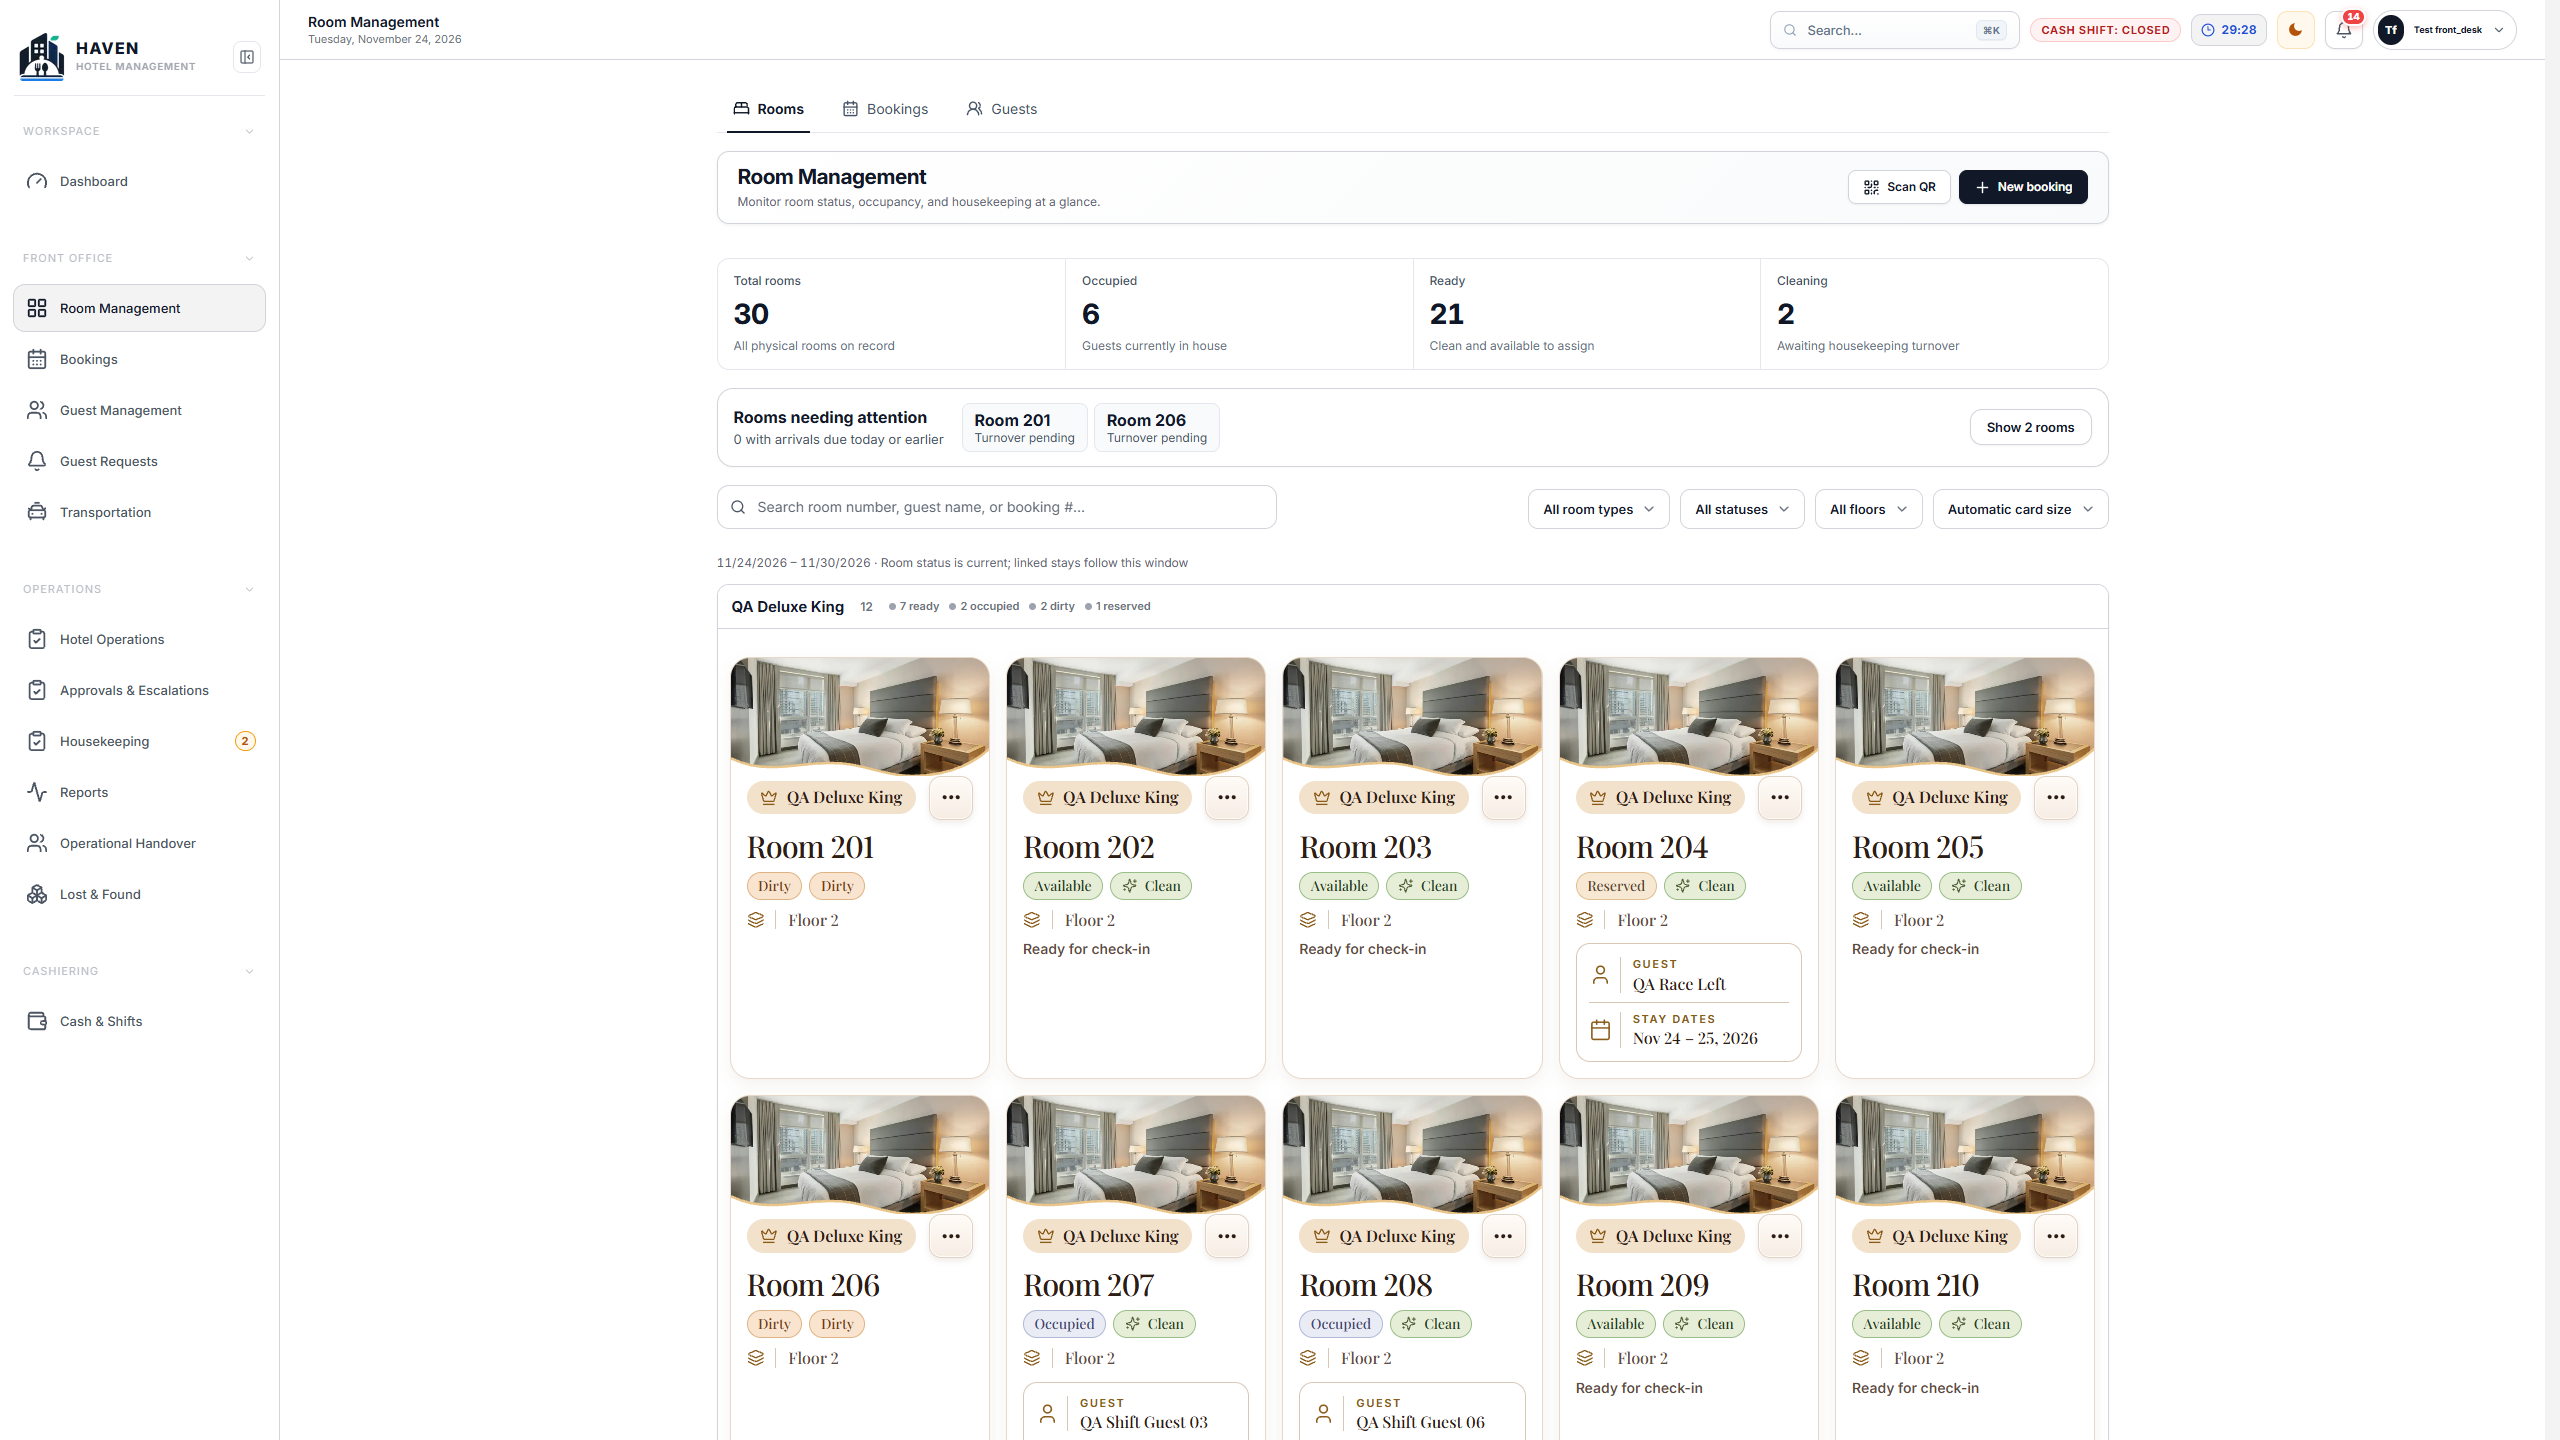 HAVEN
HOTEL MANAGEMENT
WORKSPACE
Dashboard
FRONT OFFICE
Room Management
Bookings
Guest Management
Guest Requests
Transportation
OPERATIONS
Hotel Operations
Approvals & Escalations
Housekeeping 2
Reports
Operational Handover
Lost & Found
CASHIERING
Cash & Shifts
Room Management
Tuesday, November 24, 2026
Search... ⌘K
CASH SHIFT: CLOSED
29:28
14
Tf Test front_desk
Rooms Bookings Guests
Room Management
Monitor room status, occupancy, and housekeeping at a glance.
Scan QR
New booking
Total rooms
30
All physical rooms on record
Occupied
6
Guests currently in house
Ready
21
Clean and available to assign
Cleaning
2
Awaiting housekeeping turnover
Rooms needing attention
0 with arrivals due today or earlier
Room 201
Turnover pending
Room 206
Turnover pending
Show 2 rooms
Search room number, guest name, or booking #...
All room types
All statuses
All floors
Automatic card size
11/24/2026 – 11/30/2026 · Room status is current; linked stays follow this window
QA Deluxe King 12 7 ready 2 occupied 2 dirty 1 reserved
QA Deluxe King
Room 201
Dirty Dirty
Floor 2
QA Deluxe King
Room 202
Available Clean
Floor 2
Ready for check-in
QA Deluxe King
Room 203
Available Clean
Floor 2
Ready for check-in
QA Deluxe King
Room 204
Reserved Clean
Floor 2
GUEST
QA Race Left
STAY DATES
Nov 24 – 25, 2026
QA Deluxe King
Room 205
Available Clean
Floor 2
Ready for check-in
QA Deluxe King
Room 206
Dirty Dirty
Floor 2
QA Deluxe King
Room 207
Occupied Clean
Floor 2
GUEST
QA Shift Guest 03
QA Deluxe King
Room 208
Occupied Clean
Floor 2
GUEST
QA Shift Guest 06
QA Deluxe King
Room 209
Available Clean
Floor 2
Ready for check-in
QA Deluxe King
Room 210
Available Clean
Floor 2
Ready for check-in